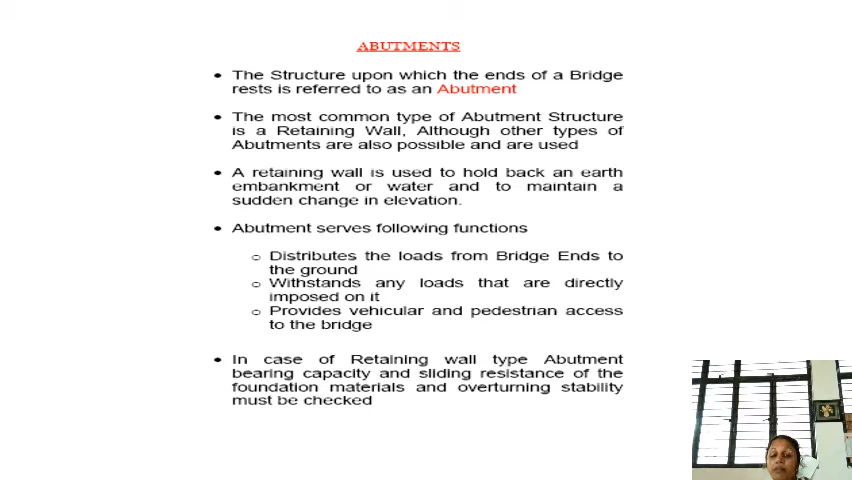 ABUTMENTS
• The Structure upon which the ends of a Bridge
rests is referred to as an Abutment
• The most common type of Abutment Structure
is a Retaining Wall, Although other types of
Abutments are also possible and are used
• A retaining wall is used to hold back an earth
embankment or water and to maintain a
sudden change in elevation.
• Abutment serves following functions
o Distributes the loads from Bridge Ends to
the ground
o Withstands any loads that are directly
imposed on it
o Provides vehicular and pedestrian access
to the bridge
• In case of Retaining wall type Abutment
bearing capacity and sliding resistance of the
foundation materials and overturning stability
must be checked